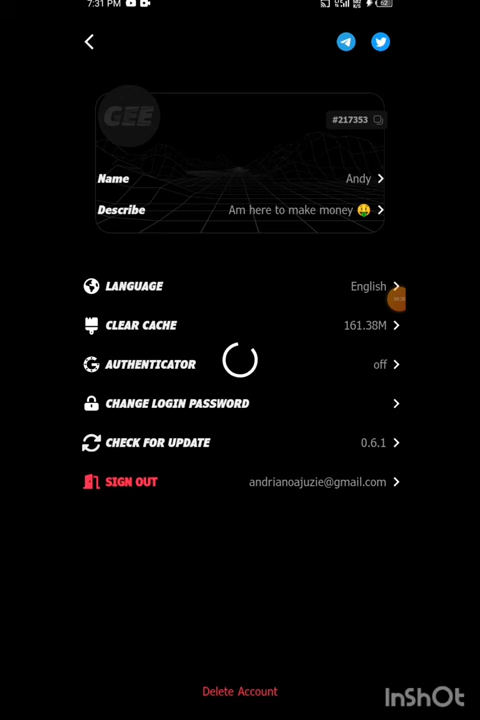 7:31 PM
62
GEE
#217353
Name Andy
Describe Am here to make money 🤑
LANGUAGE English
CLEAR CACHE 161.38M
AUTHENTICATOR off
CHANGE LOGIN PASSWORD
CHECK FOR UPDATE 0.6.1
SIGN OUT andrianoajuzie@gmail.com
Delete Account
InShOt